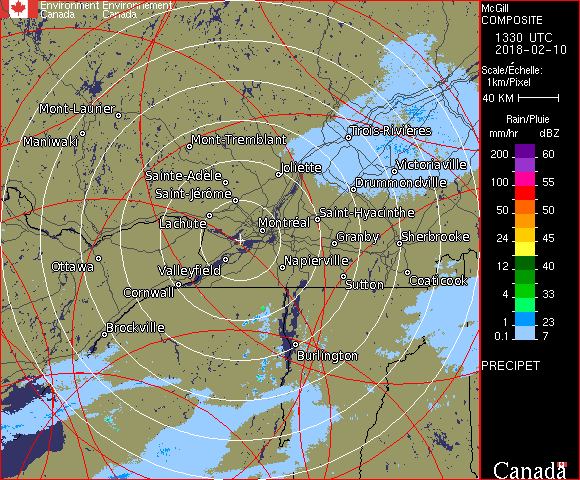 Environment Environnement
Canada Canada
McGill
COMPOSITE
1330 UTC
2018-02-10
Scale/Échelle:
1km/Pixel
40 KM
Rain/Pluie
mm/hr dBZ
200 60
100 55
50 50
24 45
12 40
4 33
1 23
0.1 7
PRECIPET
Mont-Laurier
Maniwaki
Mont-Tremblant
Trois-Rivières
Joliette
Victoriaville
Sainte-Adèle
Drummondville
Saint-Jérôme
Saint-Hyacinthe
Lachute
Montréal
Granby
Sherbrooke
Ottawa
Valleyfield
Napierville
Sutton
Coaticook
Cornwall
Brockville
Burlington
Canada